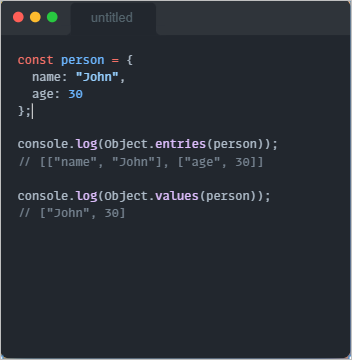 untitled
const person = {
  name: "John",
  age: 30
};
console.log(Object.entries(person));
// [["name", "John"], ["age", 30]]
console.log(Object.values(person));
// ["John", 30]